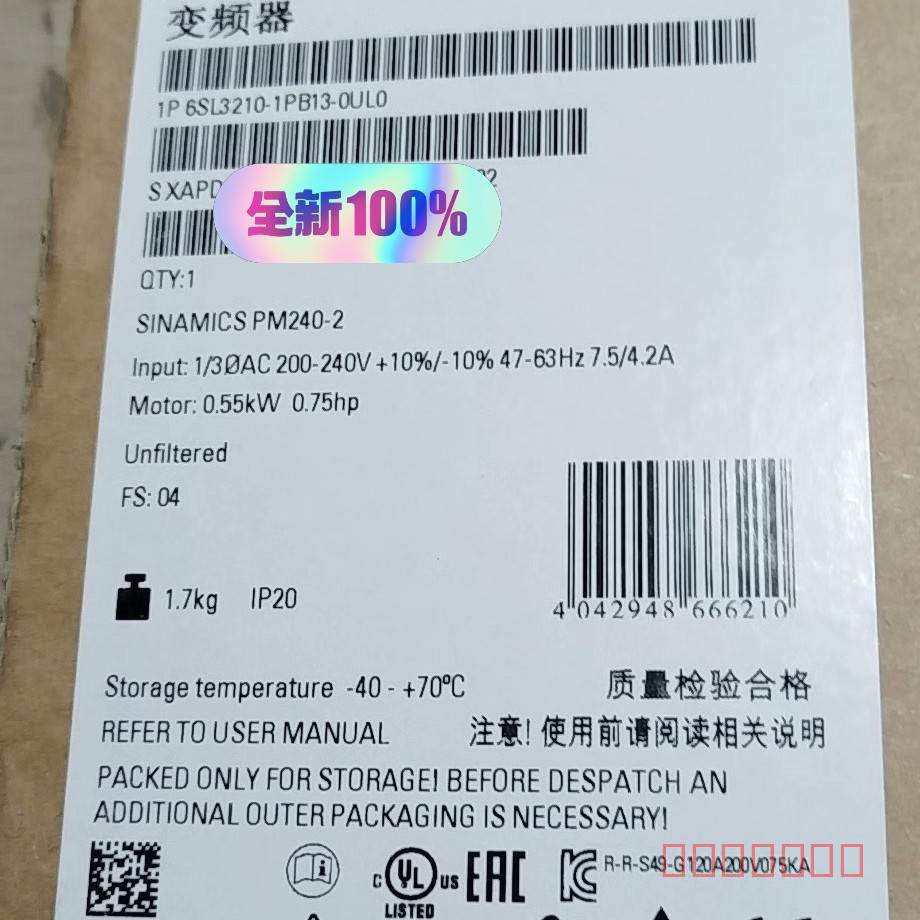 变频器
1P 6SL3210-1PB13-0UL0
S XAPD
全新100%
QTY:1
SINAMICS PM240-2
Input: 1/3ØAC 200-240V +10%/-10% 47-63Hz 7.5/4.2A
Motor: 0.55kW 0.75hp
Unfiltered
FS: 04
1.7kg IP20
4 042948 666210
Storage temperature -40 - +70ºC
质量检验合格
REFER TO USER MANUAL
注意! 使用前请阅读相关说明
PACKED ONLY FOR STORAGE! BEFORE DESPATCH AN
ADDITIONAL OUTER PACKAGING IS NECESSARY!
c UL us LISTED
EAC
R-R-S49-G120A200V075KA